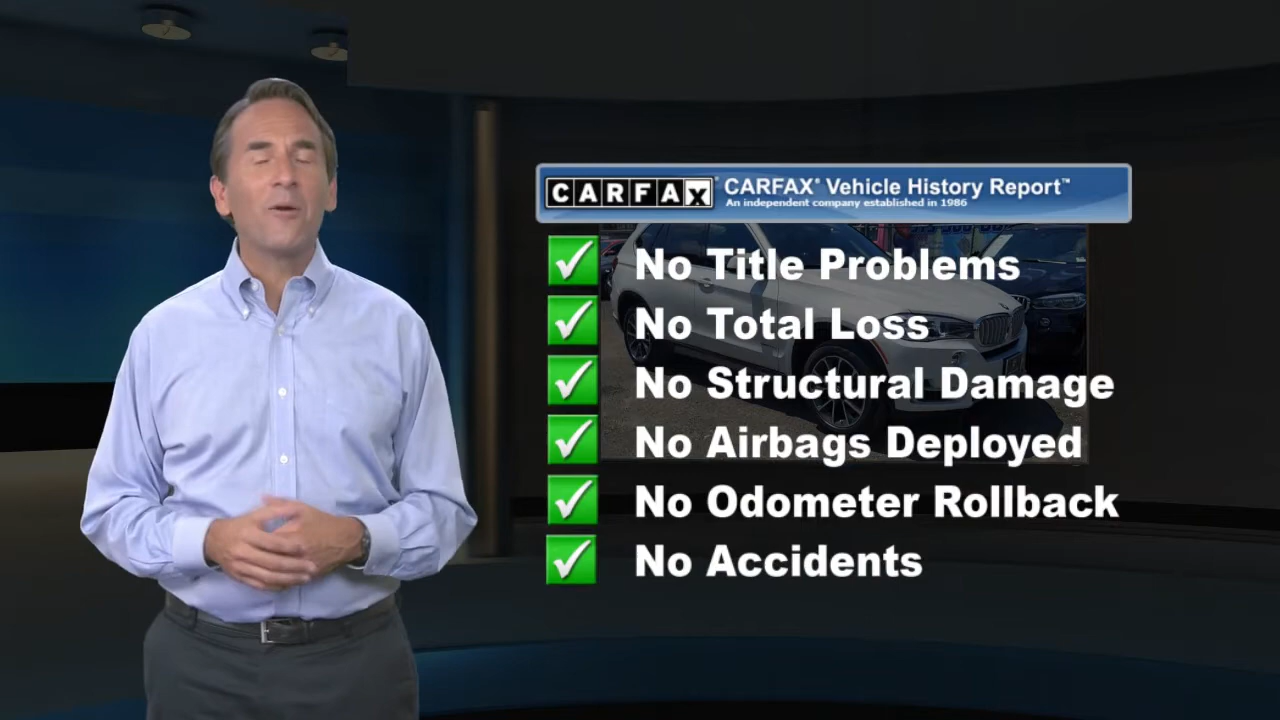 CARFAX® CARFAX® Vehicle History Report™
An independent company established in 1986
No Title Problems
No Total Loss
No Structural Damage
No Airbags Deployed
No Odometer Rollback
No Accidents